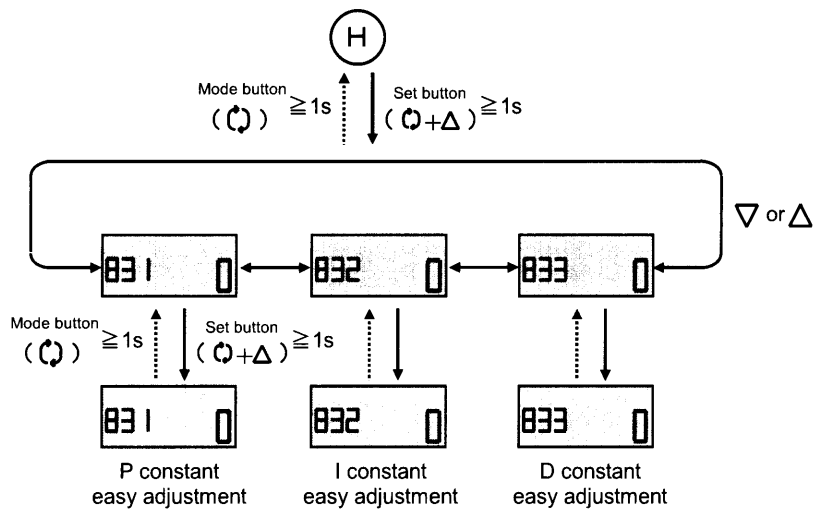 H
Mode button
( ) ≧1s
Set button
( +△) ≧1s
▽ or △
831 0
832 0
833 0
Mode button
( ) ≧1s
Set button
( +△) ≧1s
831 0
832 0
833 0
P constant
easy adjustment
I constant
easy adjustment
D constant
easy adjustment